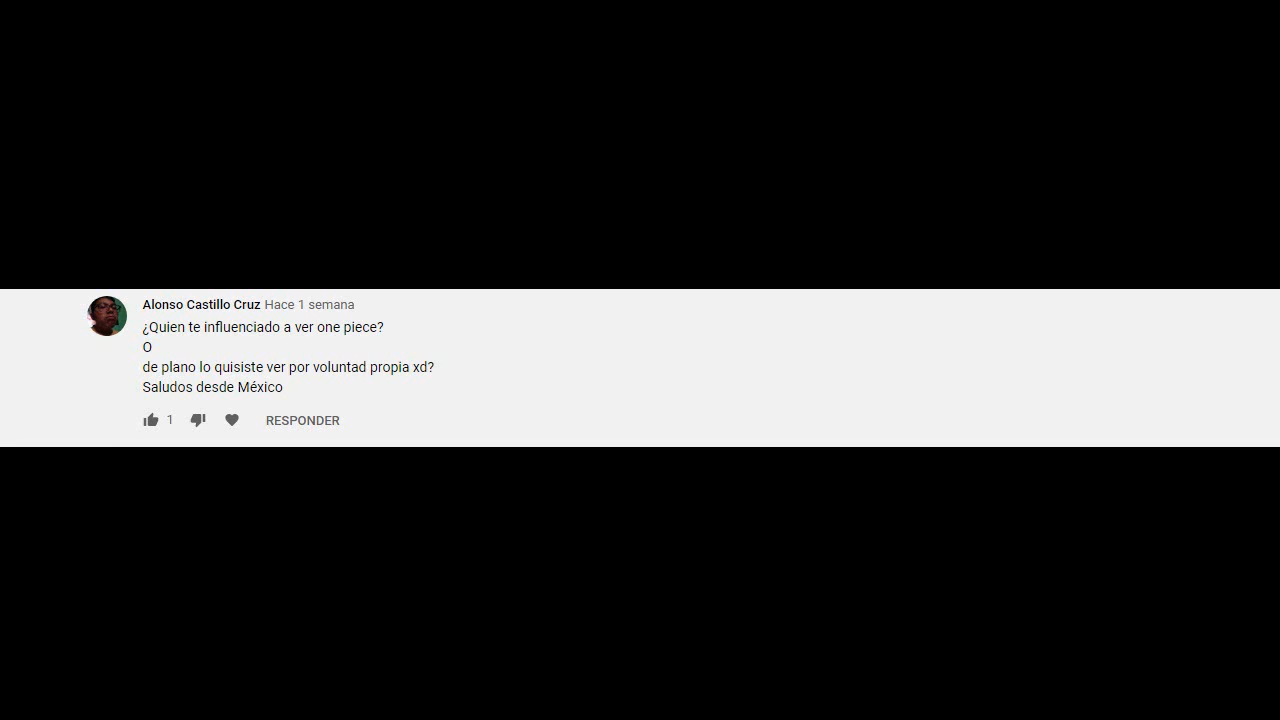 Alonso Castillo Cruz Hace 1 semana
¿Quien te influenciado a ver one piece?
O
de plano lo quisiste ver por voluntad propia xd?
Saludos desde México
1 RESPONDER